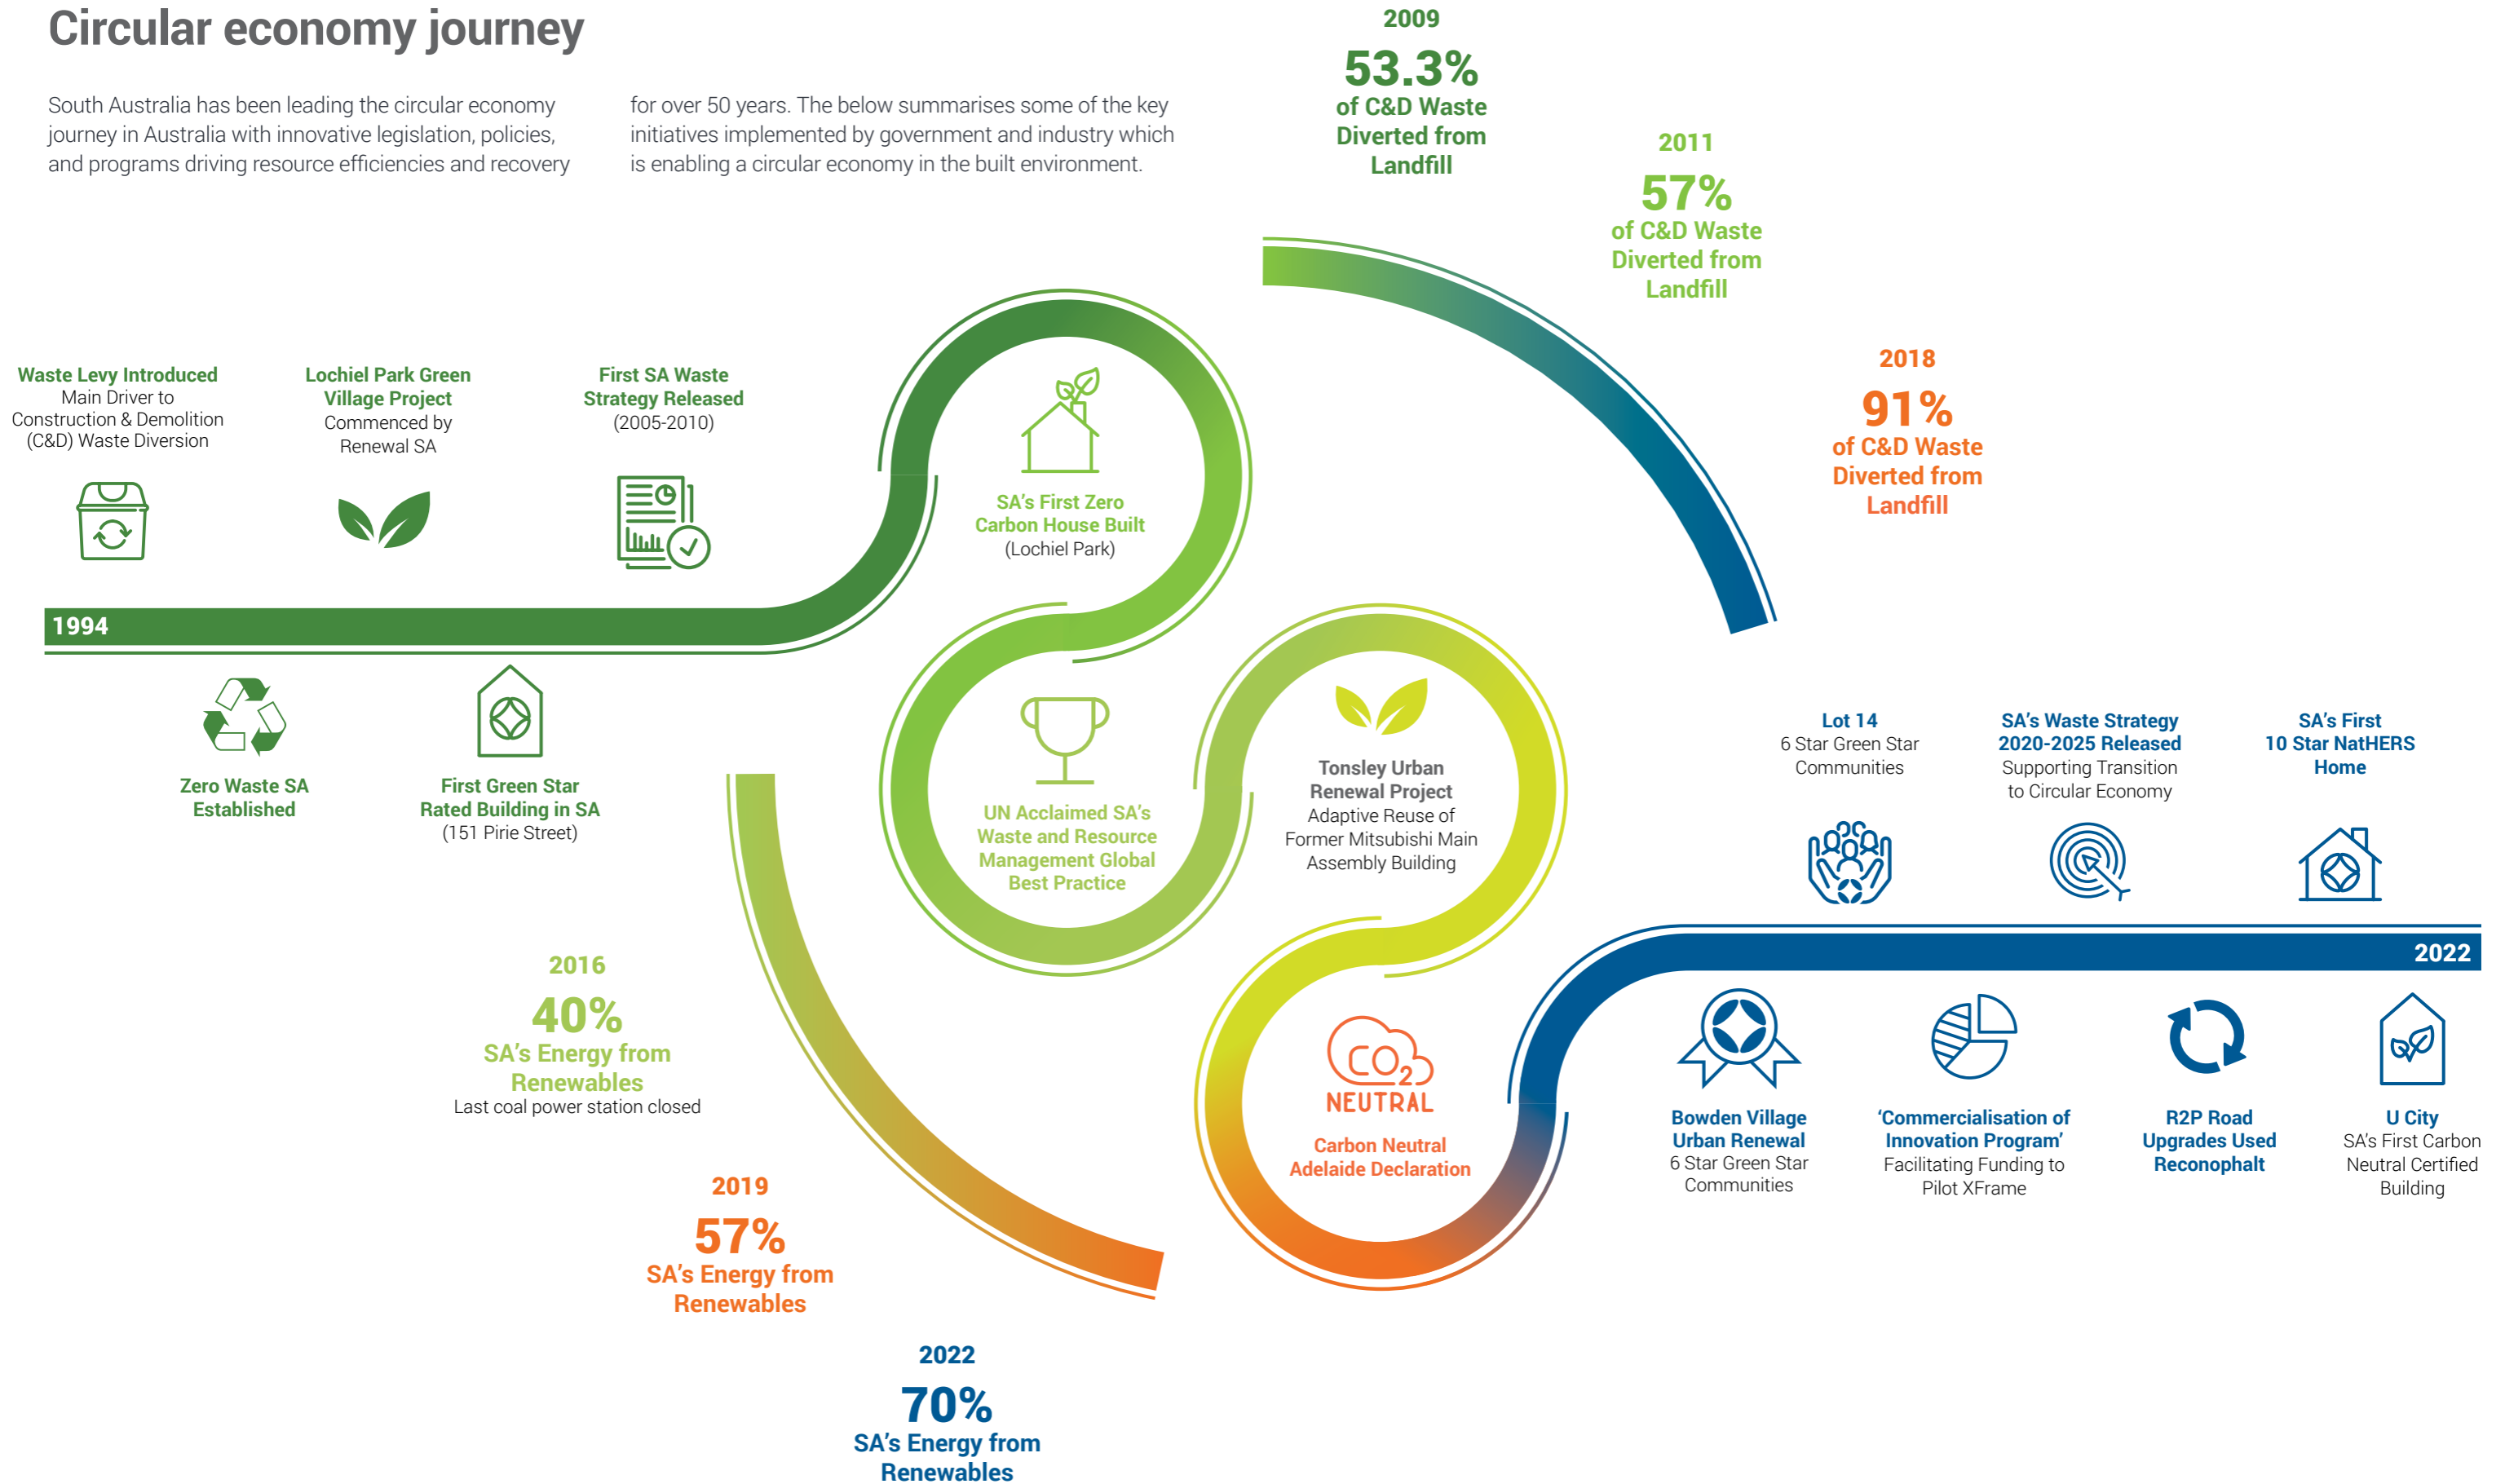 Circular economy journey
South Australia has been leading the circular economy
journey in Australia with innovative legislation, policies,
and programs driving resource efficiencies and recovery
for over 50 years. The below summarises some of the key
initiatives implemented by government and industry which
is enabling a circular economy in the built environment.
2009
53.3%
of C&D Waste
Diverted from
Landfill
2011
57%
of C&D Waste
Diverted from
Landfill
2018
91%
of C&D Waste
Diverted from
Landfill
Waste Levy Introduced
Main Driver to
Construction & Demolition
(C&D) Waste Diversion
Lochiel Park Green
Village Project
Commenced by
Renewal SA
First SA Waste
Strategy Released
(2005-2010)
1994
Zero Waste SA
Established
First Green Star
Rated Building in SA
(151 Pirie Street)
SA's First Zero
Carbon House Built
(Lochiel Park)
UN Acclaimed SA's
Waste and Resource
Management Global
Best Practice
Tonsley Urban
Renewal Project
Adaptive Reuse of
Former Mitsubishi Main
Assembly Building
CO2
NEUTRAL
Carbon Neutral
Adelaide Declaration
Lot 14
6 Star Green Star
Communities
SA's Waste Strategy
2020-2025 Released
Supporting Transition
to Circular Economy
SA's First
10 Star NatHERS
Home
2022
Bowden Village
Urban Renewal
6 Star Green Star
Communities
‘Commercialisation of
Innovation Program’
Facilitating Funding to
Pilot XFrame
R2P Road
Upgrades Used
Reconophalt
U City
SA's First Carbon
Neutral Certified
Building
2016
40%
SA's Energy from
Renewables
Last coal power station closed
2019
57%
SA's Energy from
Renewables
2022
70%
SA's Energy from
Renewables